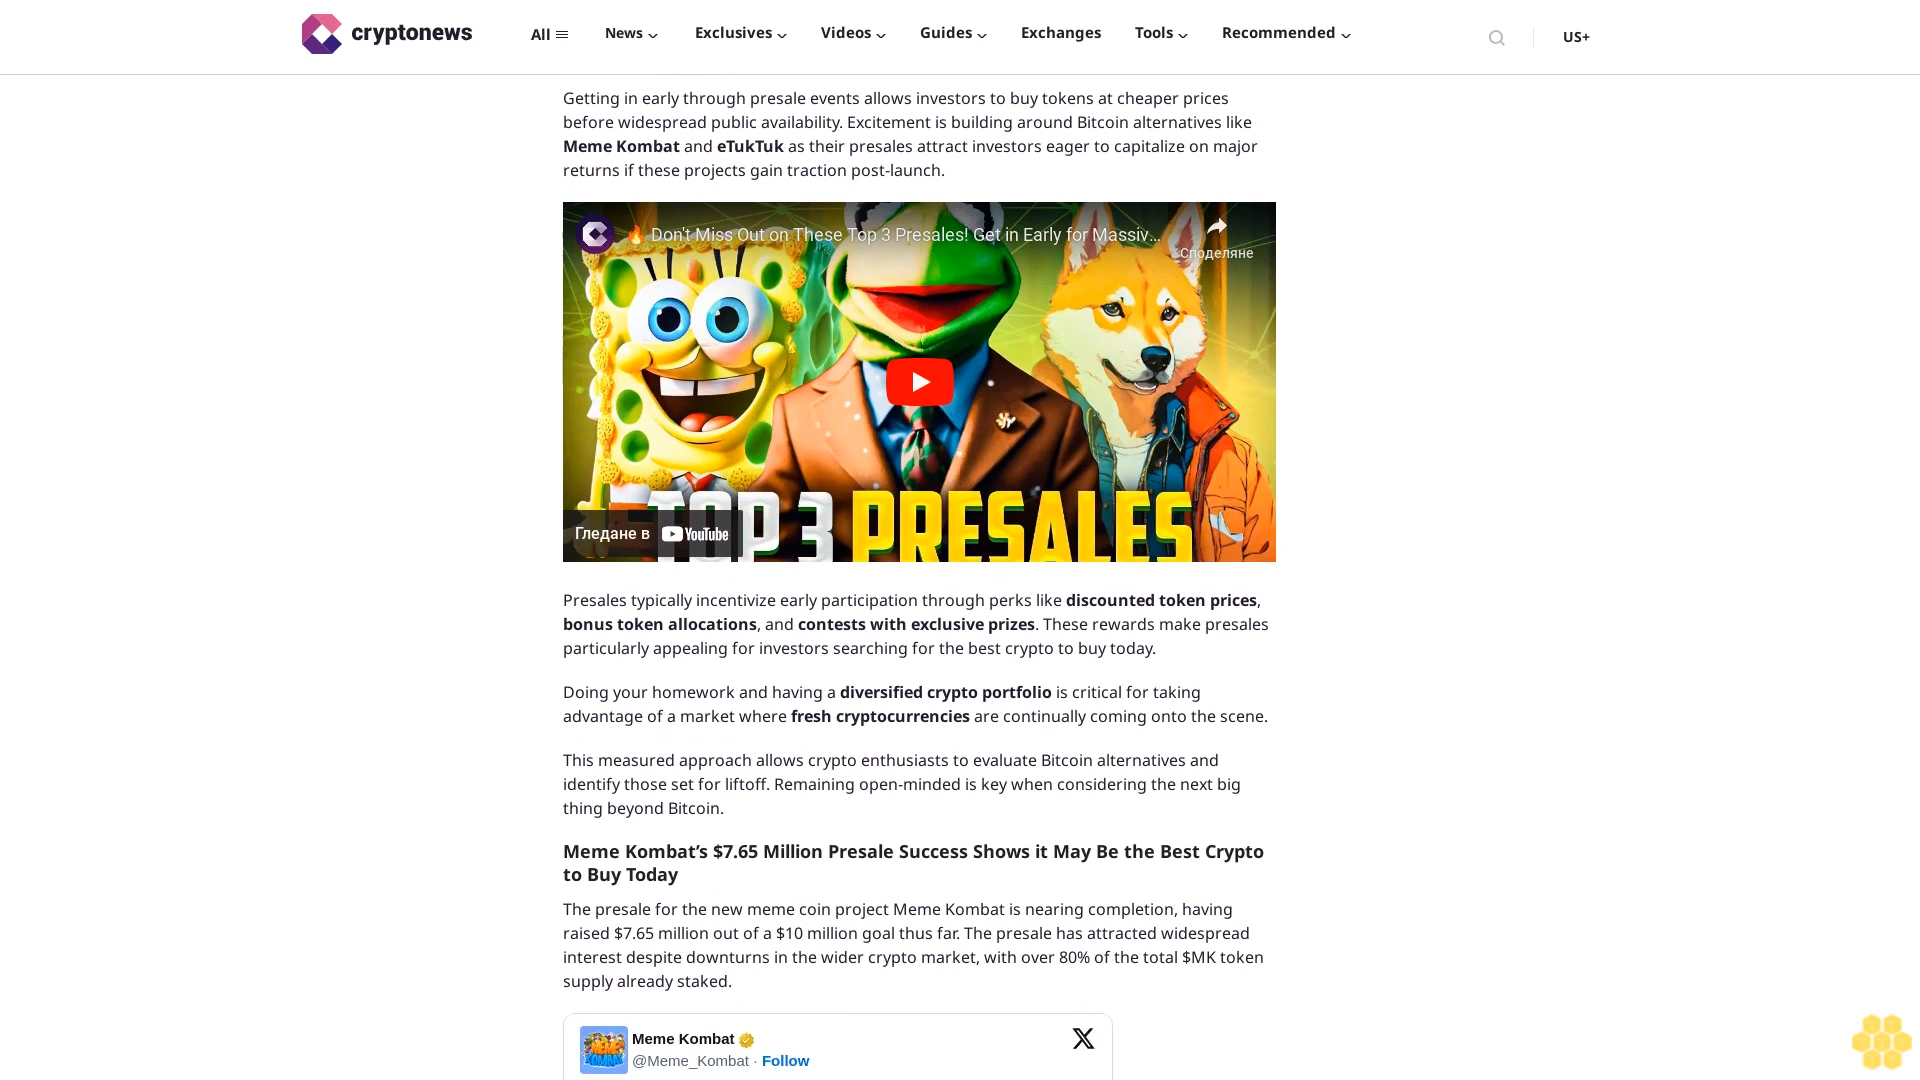 cryptonews
All
News
Exclusives
Videos
Guides
Exchanges
Tools
Recommended
US+
Getting in early through presale events allows investors to buy tokens at cheaper prices
before widespread public availability. Excitement is building around Bitcoin alternatives like
Meme Kombat and eTukTuk as their presales attract investors eager to capitalize on major
returns if these projects gain traction post-launch.
🔥 Don't Miss Out on These Top 3 Presales! Get in Early for Massiv...
Споделяне
TOP 3 PRESALES
Гледане в YouTube
Presales typically incentivize early participation through perks like discounted token prices,
bonus token allocations, and contests with exclusive prizes. These rewards make presales
particularly appealing for investors searching for the best crypto to buy today.
Doing your homework and having a diversified crypto portfolio is critical for taking
advantage of a market where fresh cryptocurrencies are continually coming onto the scene.
This measured approach allows crypto enthusiasts to evaluate Bitcoin alternatives and
identify those set for liftoff. Remaining open-minded is key when considering the next big
thing beyond Bitcoin.
Meme Kombat’s $7.65 Million Presale Success Shows it May Be the Best Crypto
to Buy Today
The presale for the new meme coin project Meme Kombat is nearing completion, having
raised $7.65 million out of a $10 million goal thus far. The presale has attracted widespread
interest despite downturns in the wider crypto market, with over 80% of the total $MK token
supply already staked.
MEME KOMBAT
Meme Kombat
@Meme_Kombat · Follow